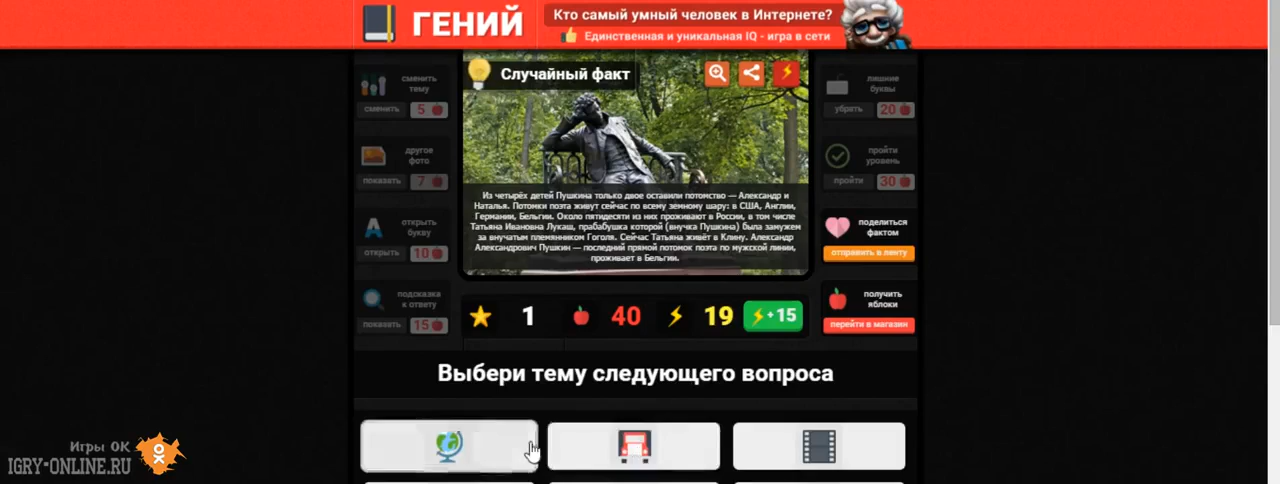 ГЕНИЙ
Кто самый умный человек в Интернете?
Единственная и уникальная IQ - игра в сети
сменить
тему
сменить 5
другое
фото
показать 7
открыть
букву
открыть 10
подсказка
к ответу
показать 15
Случайный факт
Из четырёх детей Пушкина только двое оставили потомство — Александр и
Наталья. Потомки поэта живут сейчас по всему земному шару: в США, Англии,
Германии, Бельгии. Около пятидесяти из них проживают в России, в том числе
Татьяна Ивановна Лукаш, прабабушка которой (внучка Пушкина) была замужем
за внучатым племянником Гоголя. Сейчас Татьяна живёт в Клину. Александр
Александрович Пушкин — последний прямой потомок поэта по мужской линии,
проживает в Бельгии.
1 40 19 +15
лишние
буквы
убрать 20
пройти
уровень
пройти 30
поделиться
фактом
отправить в ленту
получить
яблоки
перейти в магазин
Выбери тему следующего вопроса
Игры ОК
IGRY-ONLINE.RU